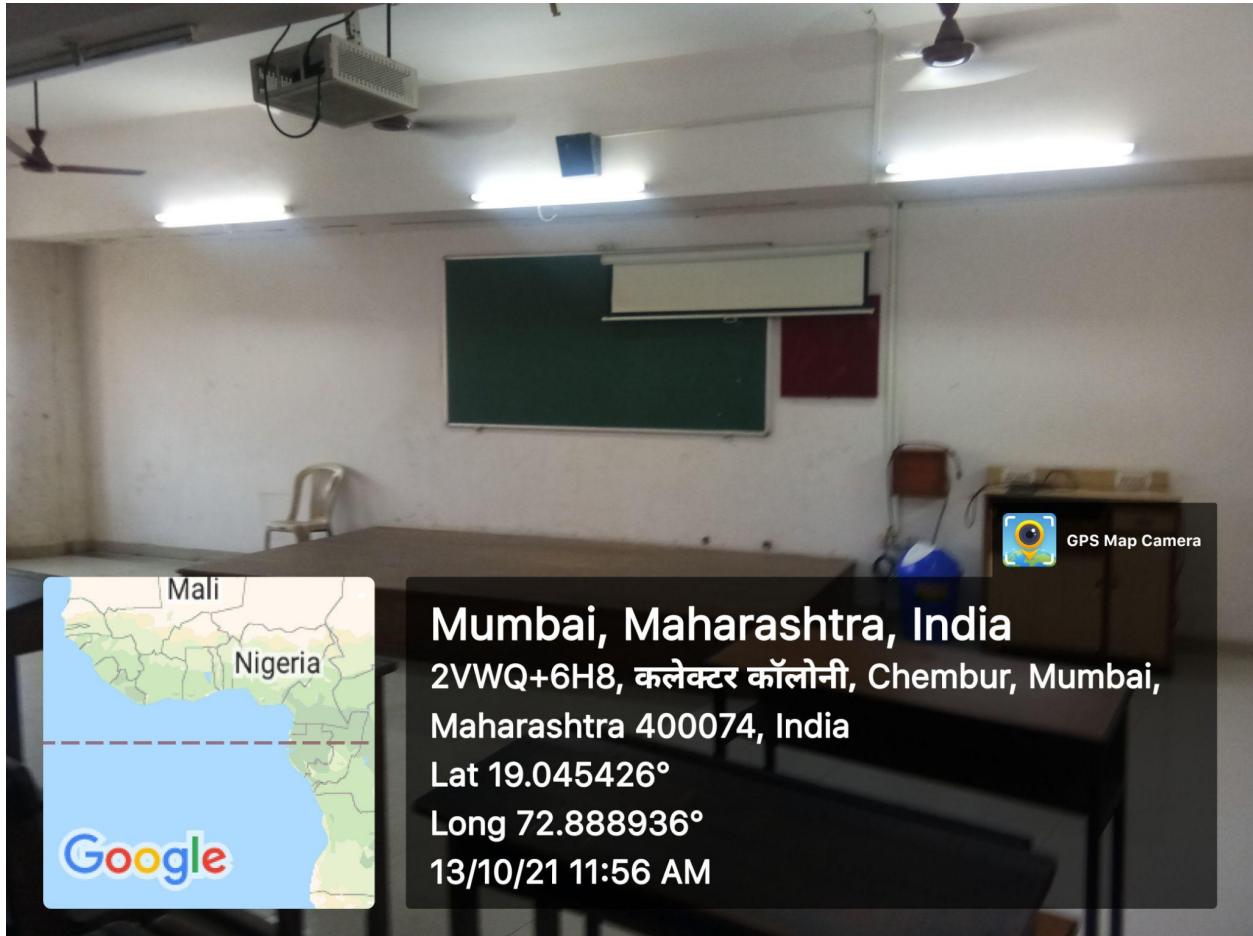 GPS Map Camera
Mali
Nigeria
Google
Mumbai, Maharashtra, India
2VWQ+6H8, कलेक्टर कॉलोनी, Chembur, Mumbai,
Maharashtra 400074, India
Lat 19.045426°
Long 72.888936°
13/10/21 11:56 AM